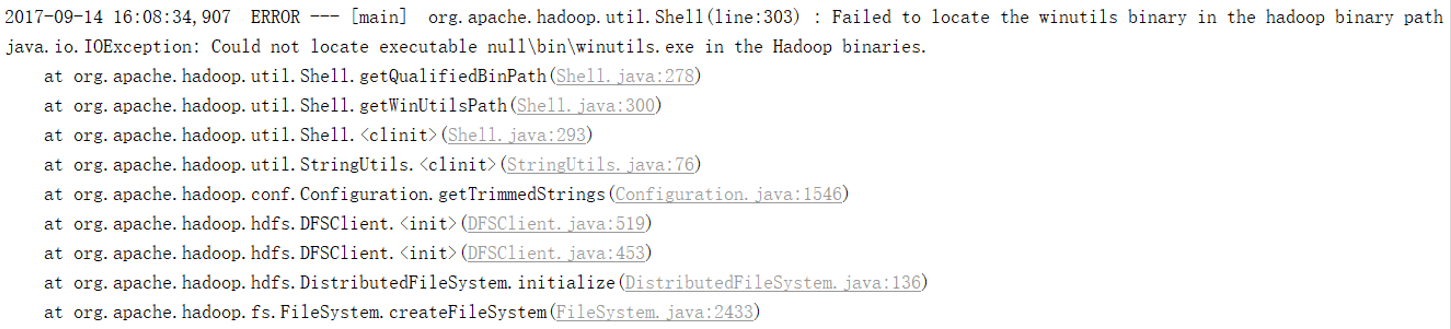 2017-09-14 16:08:34,907  ERROR --- [main]  org.apache.hadoop.util.Shell(line:303) : Failed to locate the winutils binary in the hadoop binary path
java.io.IOException: Could not locate executable null\bin\winutils.exe in the Hadoop binaries.
    at org.apache.hadoop.util.Shell.getQualifiedBinPath(Shell.java:278)
    at org.apache.hadoop.util.Shell.getWinUtilsPath(Shell.java:300)
    at org.apache.hadoop.util.Shell.<clinit>(Shell.java:293)
    at org.apache.hadoop.util.StringUtils.<clinit>(StringUtils.java:76)
    at org.apache.hadoop.conf.Configuration.getTrimmedStrings(Configuration.java:1546)
    at org.apache.hadoop.hdfs.DFSClient.<init>(DFSClient.java:519)
    at org.apache.hadoop.hdfs.DFSClient.<init>(DFSClient.java:453)
    at org.apache.hadoop.hdfs.DistributedFileSystem.initialize(DistributedFileSystem.java:136)
    at org.apache.hadoop.fs.FileSystem.createFileSystem(FileSystem.java:2433)